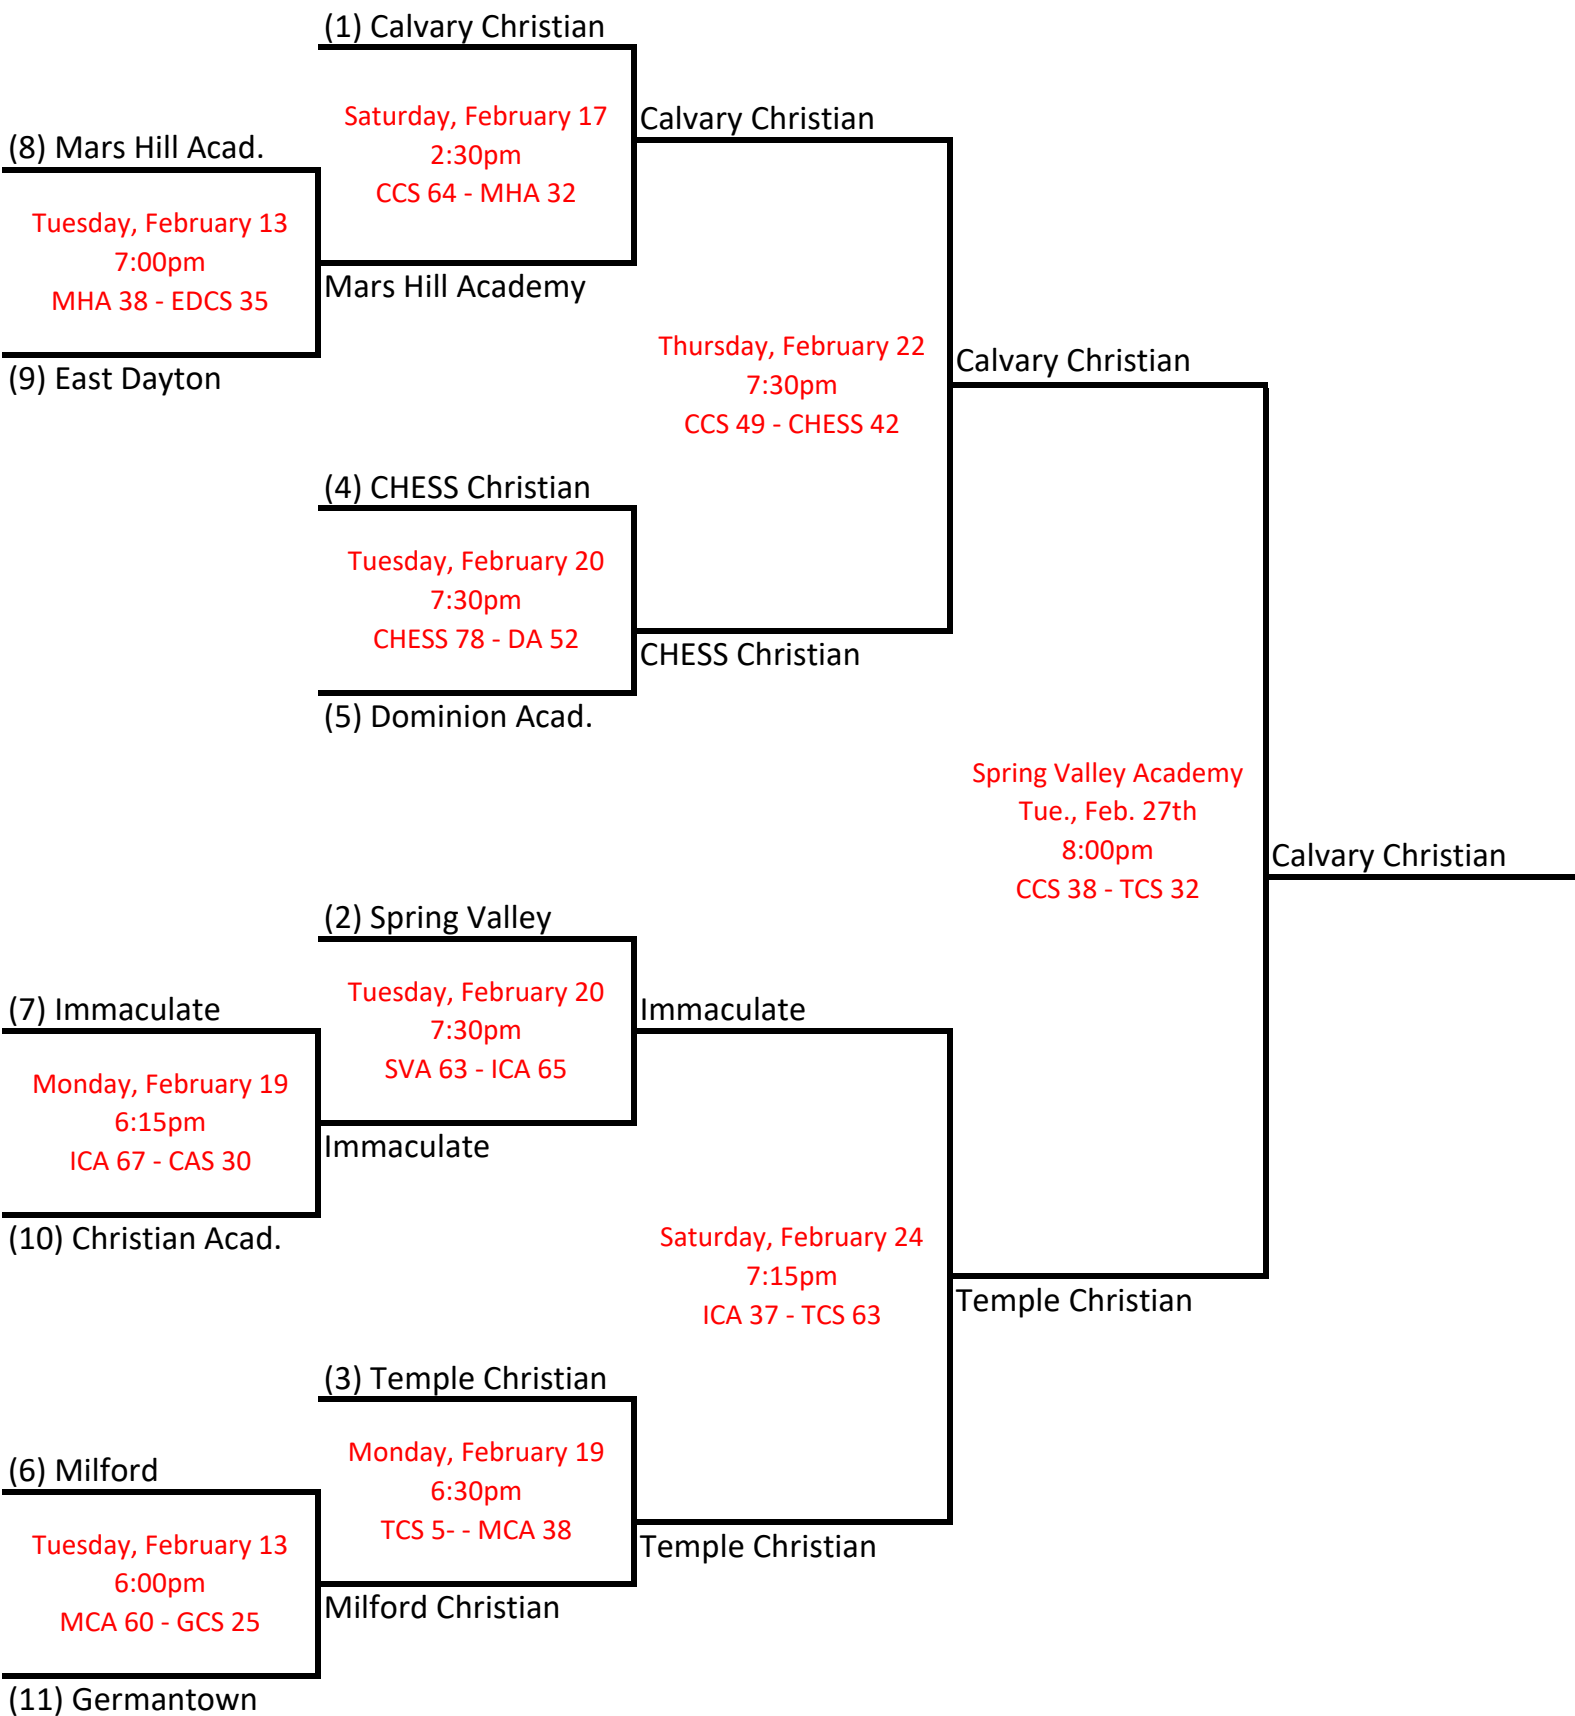 (1) Calvary Christian
Saturday, February 17
2:30pm
CCS 64 - MHA 32
Calvary Christian
(8) Mars Hill Acad.
Tuesday, February 13
7:00pm
MHA 38 - EDCS 35
Mars Hill Academy
(9) East Dayton
Thursday, February 22
7:30pm
CCS 49 - CHESS 42
Calvary Christian
(4) CHESS Christian
Tuesday, February 20
7:30pm
CHESS 78 - DA 52
CHESS Christian
(5) Dominion Acad.
Spring Valley Academy
Tue., Feb. 27th
8:00pm
CCS 38 - TCS 32
Calvary Christian
(2) Spring Valley
Tuesday, February 20
7:30pm
SVA 63 - ICA 65
Immaculate
(7) Immaculate
Monday, February 19
6:15pm
ICA 67 - CAS 30
Immaculate
(10) Christian Acad.
Saturday, February 24
7:15pm
ICA 37 - TCS 63
Temple Christian
(3) Temple Christian
Monday, February 19
6:30pm
TCS 5- - MCA 38
Temple Christian
(6) Milford
Tuesday, February 13
6:00pm
MCA 60 - GCS 25
Milford Christian
(11) Germantown